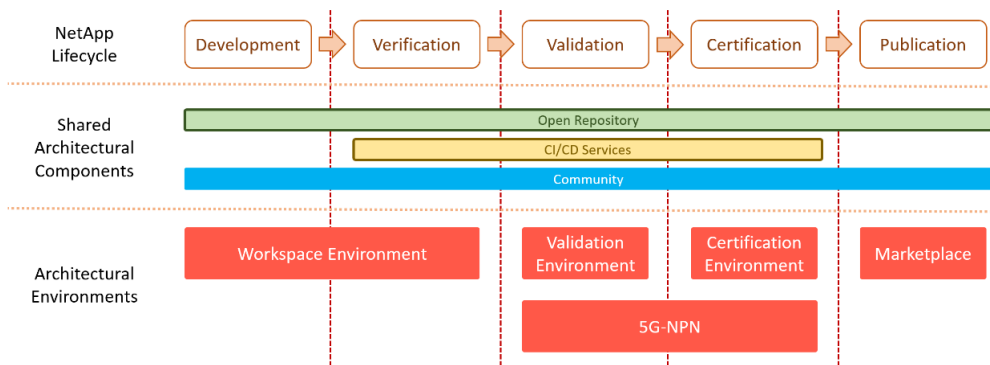 NetApp
Lifecycle
Development
Verification
Validation
Certification
Publication
Shared
Architectural
Components
Open Repository
CI/CD Services
Community
Architectural
Environments
Workspace Environment
Validation
Environment
Certification
Environment
Marketplace
5G-NPN